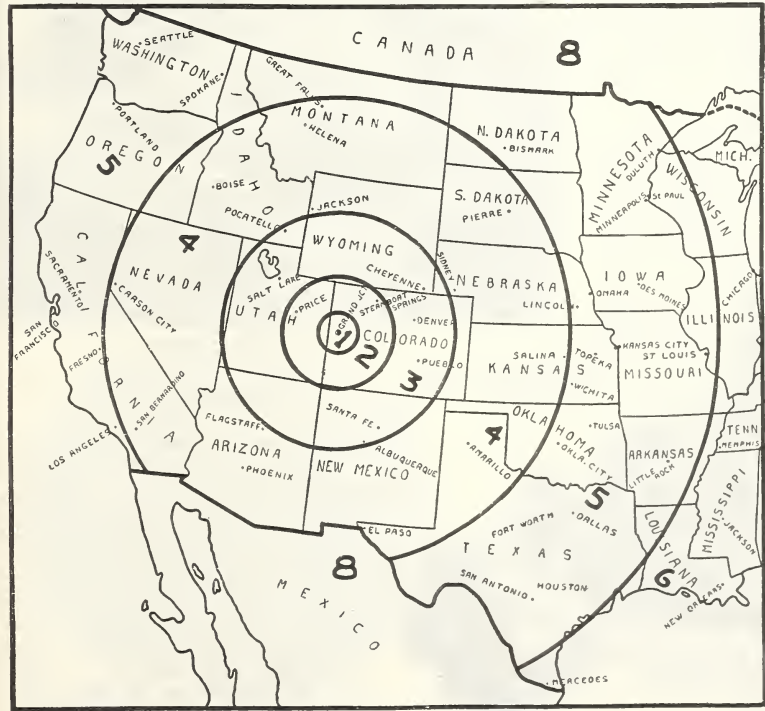 CANADA
8
SEATTLE
WASHINGTON
SPOKANE
GREAT FALLS
MONTANA
HELENA
N. DAKOTA
BISMARK
MINNESOTA
DULUTH
MICH.
WISCONSIN
PORTLAND
OREGON
5
IDAHO
BOISE
POCATELLO
JACKSON
S. DAKOTA
PIERRE
MINNEAPOLIS
ST PAUL
WYOMING
CHEYENNE
SIDNEY
NEBRASKA
LINCOLN
IOWA
OMAHA
DES MOINES
CHICAGO
ILLINOIS
4
NEVADA
CARSON CITY
CALIFORNIA
SACRAMENTO
SAN FRANCISCO
FRESNO
SAN BERNARDINO
LOS ANGELES
SALT LAKE
UTAH
PRICE
GRAND JCT
STEAMBOAT SPRINGS
DENVER
COLORADO
PUEBLO
1
2
3
SALINA
TOPEKA
KANSAS
WICHITA
KANSAS CITY
ST LOUIS
MISSOURI
FLAGSTAFF
ARIZONA
PHOENIX
SANTA FE
ALBUQUERQUE
NEW MEXICO
4
AMARILLO
OKLAHOMA
TULSA
OKLA. CITY
ARKANSAS
LITTLE ROCK
TENN
MEMPHIS
MISSISSIPPI
JACKSON
EL PASO
5
FORT WORTH
DALLAS
TEXAS
SAN ANTONIO
HOUSTON
LOUSIANA
6
NEW ORLEANS
8
MEXICO
MERCEDES